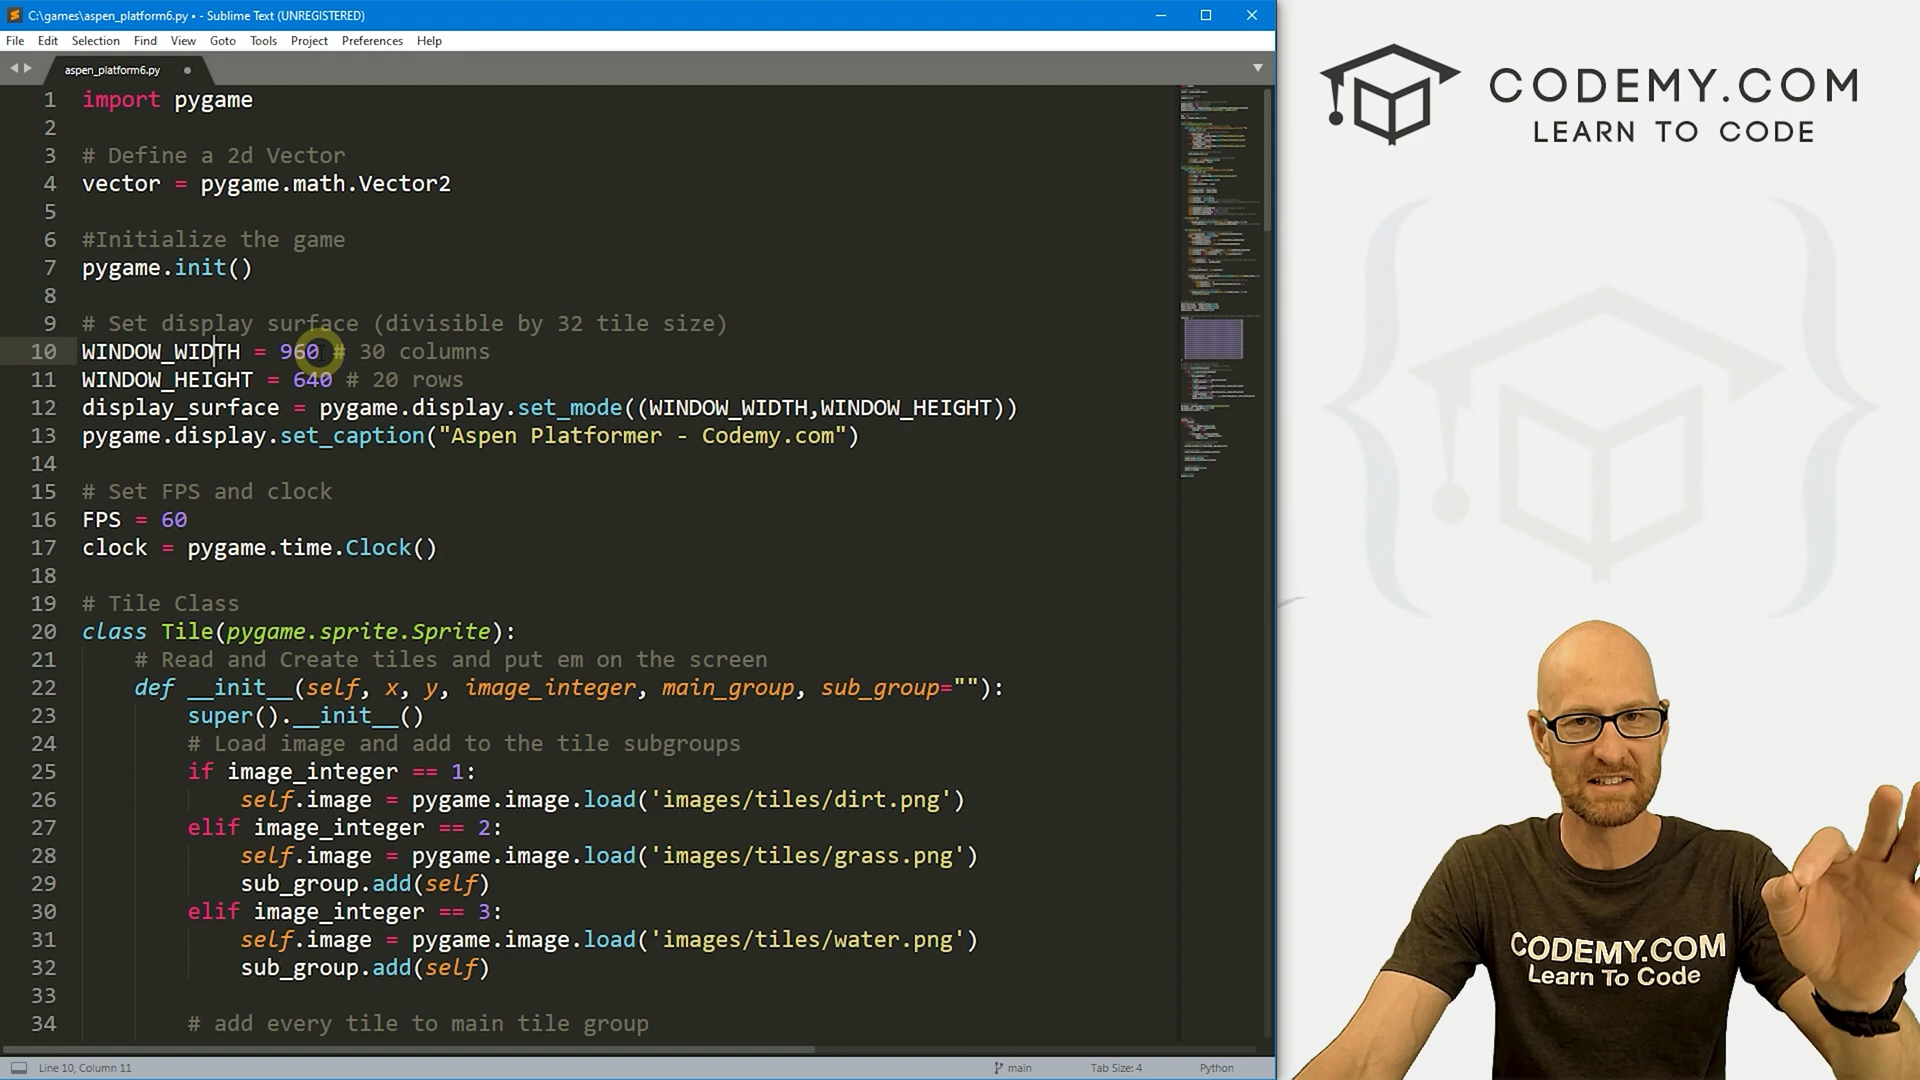 C:\games\aspen_platform6.py • - Sublime Text (UNREGISTERED)
File Edit Selection Find View Goto Tools Project Preferences Help
aspen_platform6.py
1 import pygame
2
3 # Define a 2d Vector
4 vector = pygame.math.Vector2
5
6 #Initialize the game
7 pygame.init()
8
9 # Set display surface (divisible by 32 tile size)
10 WINDOW_WIDTH = 960 # 30 columns
11 WINDOW_HEIGHT = 640 # 20 rows
12 display_surface = pygame.display.set_mode((WINDOW_WIDTH,WINDOW_HEIGHT))
13 pygame.display.set_caption("Aspen Platformer - Codemy.com")
14
15 # Set FPS and clock
16 FPS = 60
17 clock = pygame.time.Clock()
18
19 # Tile Class
20 class Tile(pygame.sprite.Sprite):
21 # Read and Create tiles and put em on the screen
22 def __init__(self, x, y, image_integer, main_group, sub_group=""):
23 super().__init__()
24 # Load image and add to the tile subgroups
25 if image_integer == 1:
26 self.image = pygame.image.load('images/tiles/dirt.png')
27 elif image_integer == 2:
28 self.image = pygame.image.load('images/tiles/grass.png')
29 sub_group.add(self)
30 elif image_integer == 3:
31 self.image = pygame.image.load('images/tiles/water.png')
32 sub_group.add(self)
33
34 # add every tile to main tile group
Line 10, Column 11 main Tab Size: 4 Python
CODEMY.COM
LEARN TO CODE
CODEMY.COM
Learn To Code